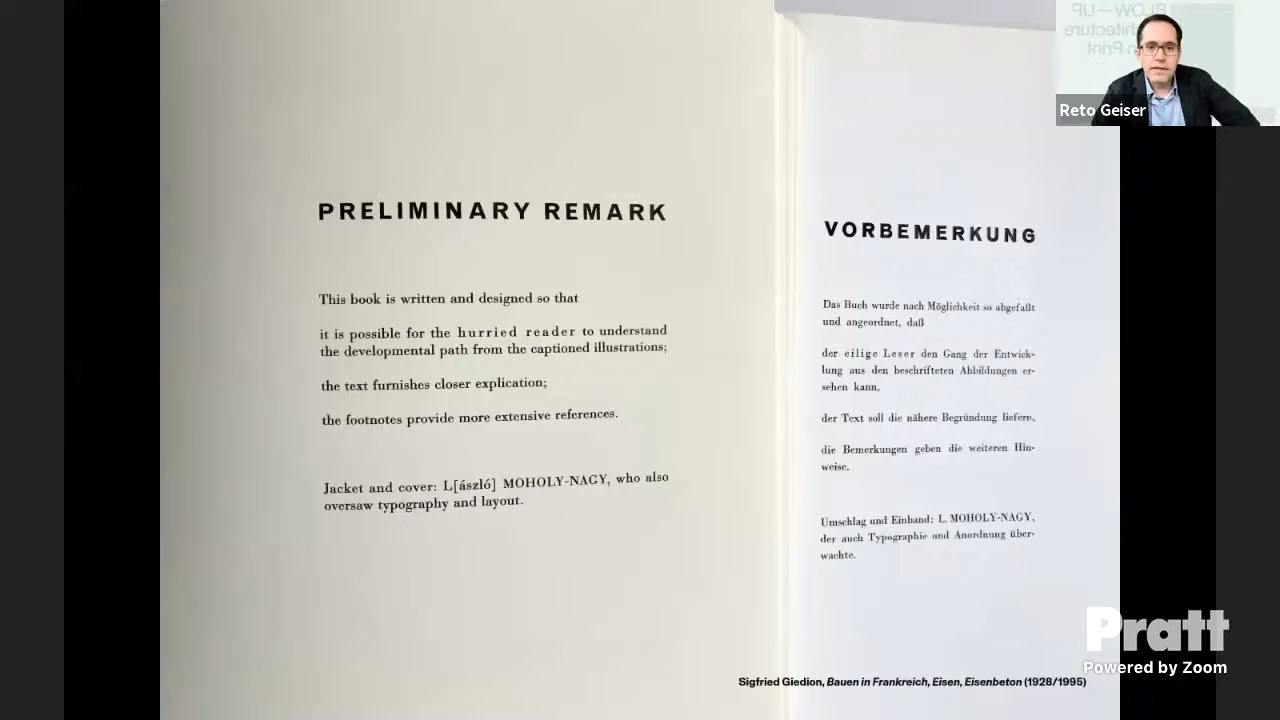 PRELIMINARY REMARK
This book is written and designed so that
it is possible for the hurried reader to understand
the developmental path from the captioned illustrations;
the text furnishes closer explication;
the footnotes provide more extensive references.
Jacket and cover: L[ászló] MOHOLY-NAGY, who also
oversaw typography and layout.
VORBEMERKUNG
Das Buch wurde nach Möglichkeit so abgefaßt
und angeordnet, daß
der eilige Leser den Gang der Entwick-
lung aus den beschrifteten Abbildungen er-
sehen kann,
der Text soll die nähere Begründung liefern,
die Bemerkungen geben die weiteren Hin-
weise.
Umschlag und Einband: L. MOHOLY-NAGY,
der auch Typographie und Anordnung über-
wachte.
Sigfried Giedion, Bauen in Frankreich, Eisen, Eisenbeton (1928/1995)
BLOW—UP
Architecture
in Print
Reto Geiser
Pratt
Powered by Zoom